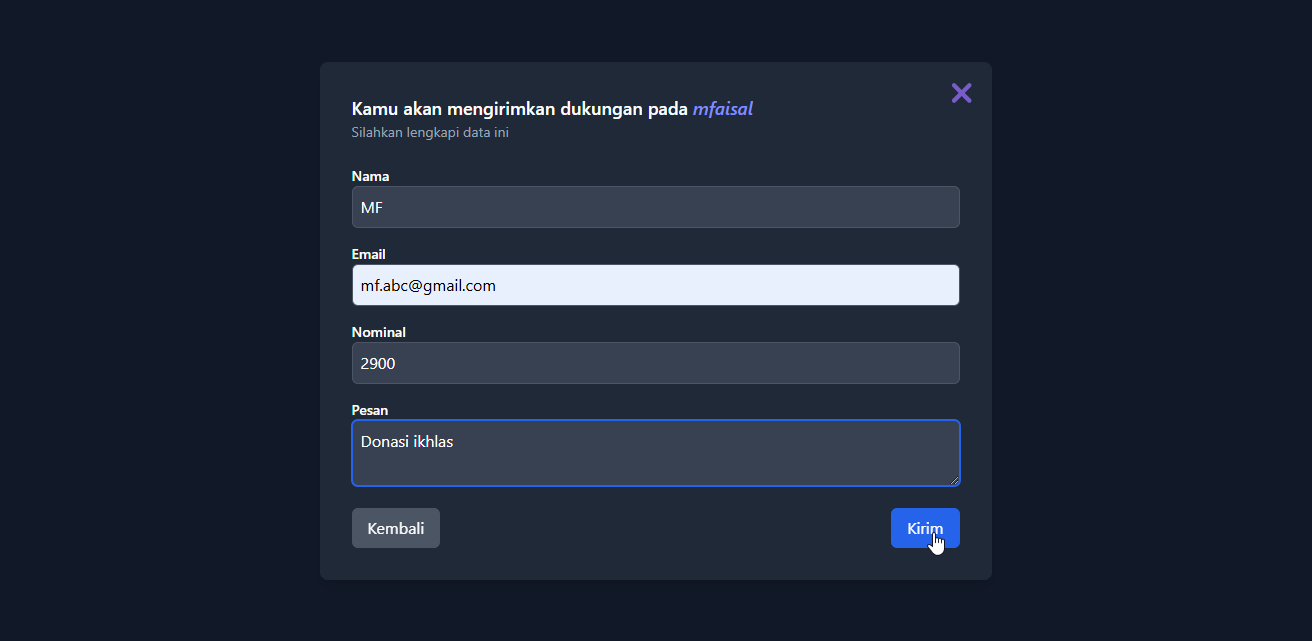 Kamu akan mengirimkan dukungan pada mfaisal
Silahkan lengkapi data ini
Nama
MF
Email
mf.abc@gmail.com
Nominal
2900
Pesan
Donasi ikhlas
Kembali
Kirim